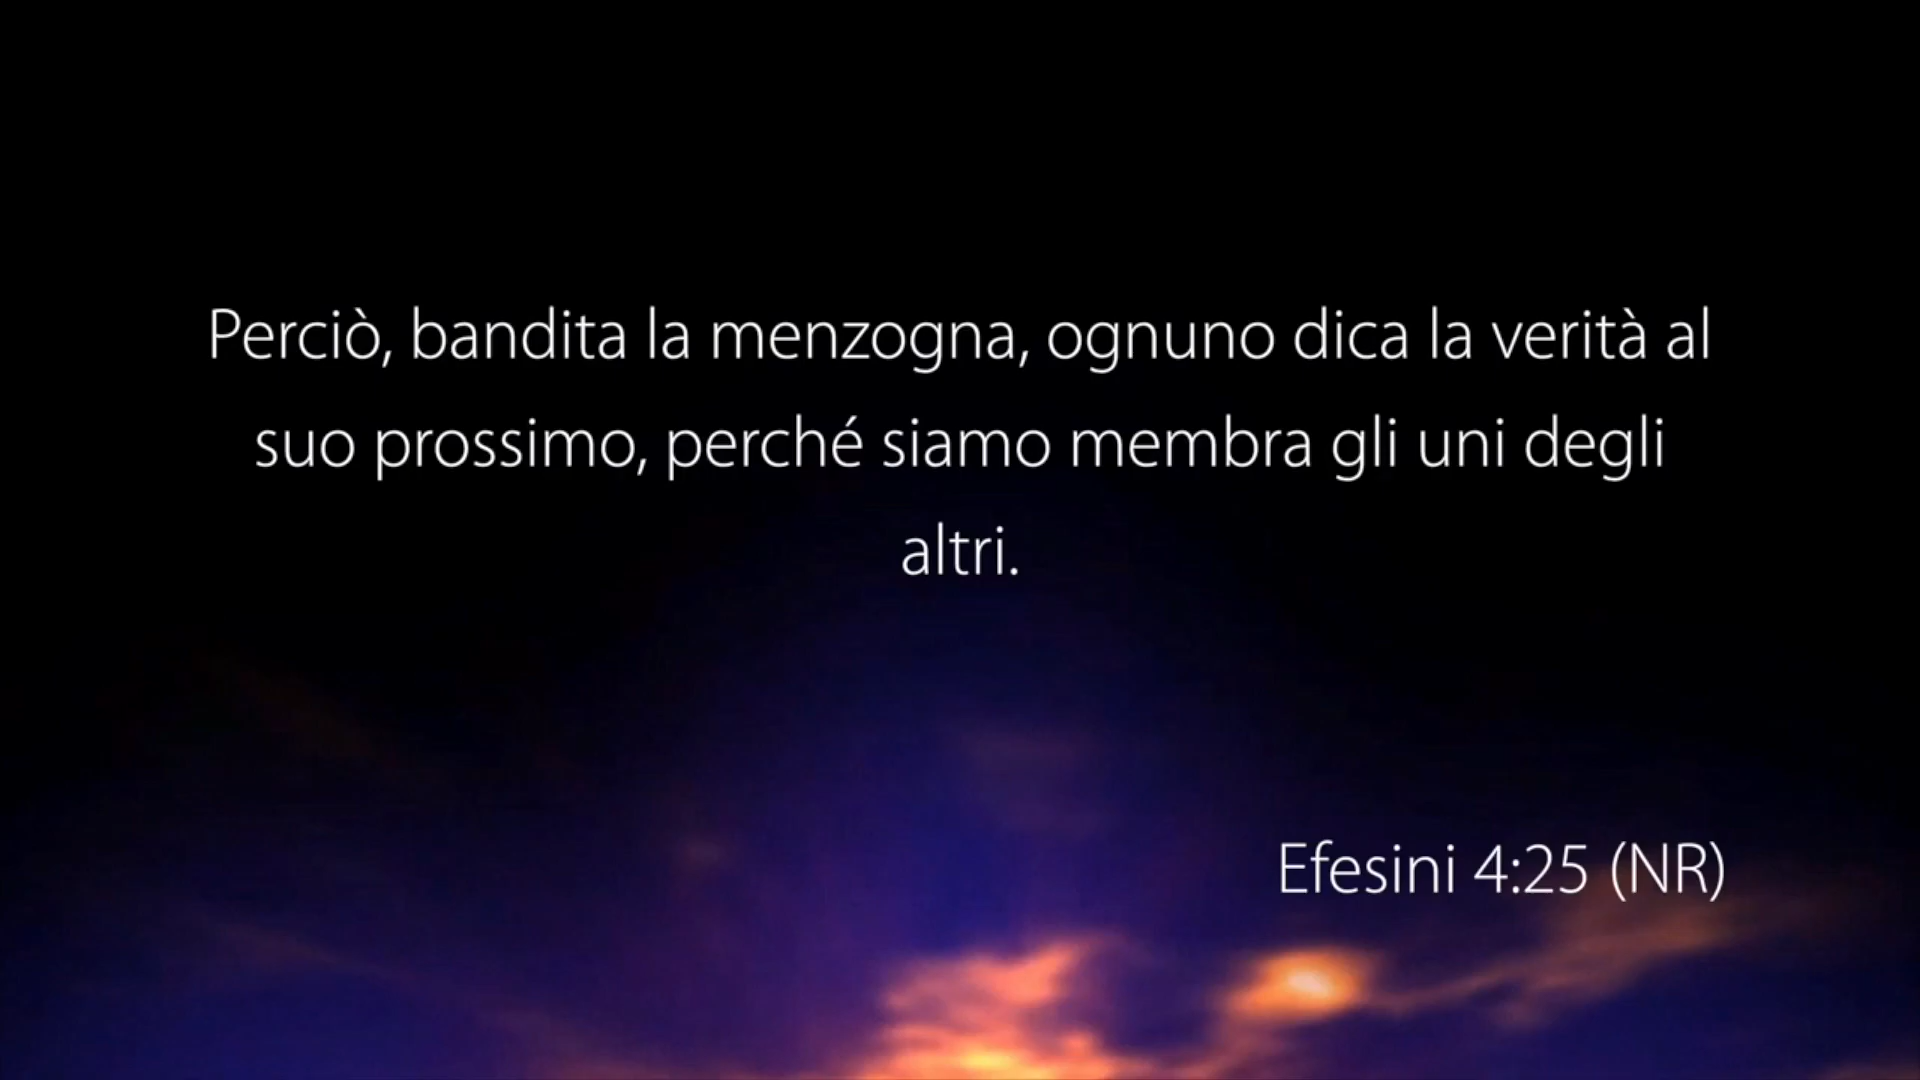 Perciò, bandita la menzogna, ognuno dica la verità al
suo prossimo, perché siamo membra gli uni degli
altri.
Efesini 4:25 (NR)